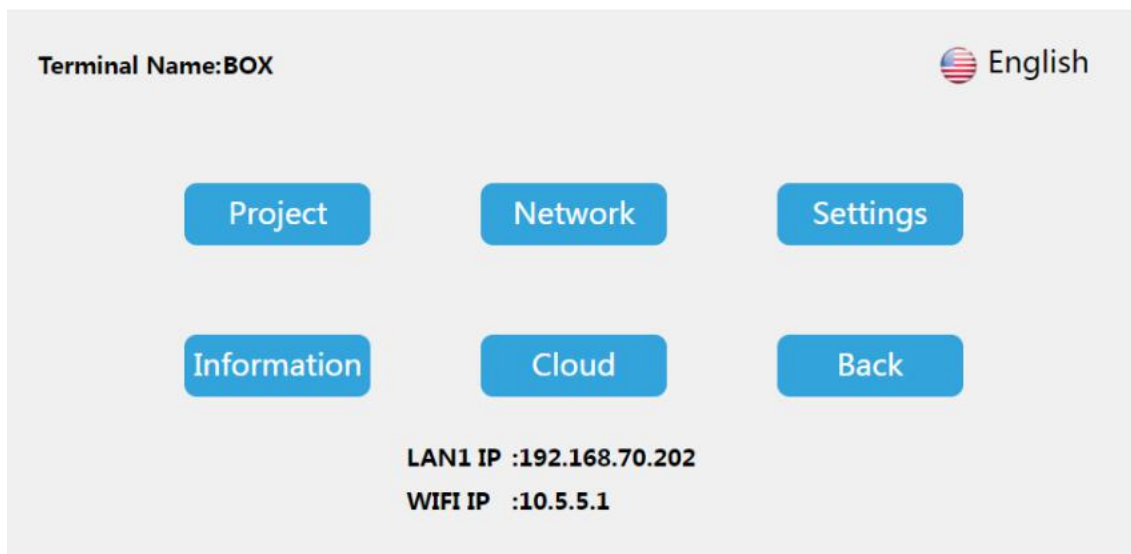 Terminal Name:BOX
English
Project
Network
Settings
Information
Cloud
Back
LAN1 IP :192.168.70.202
WIFI IP :10.5.5.1